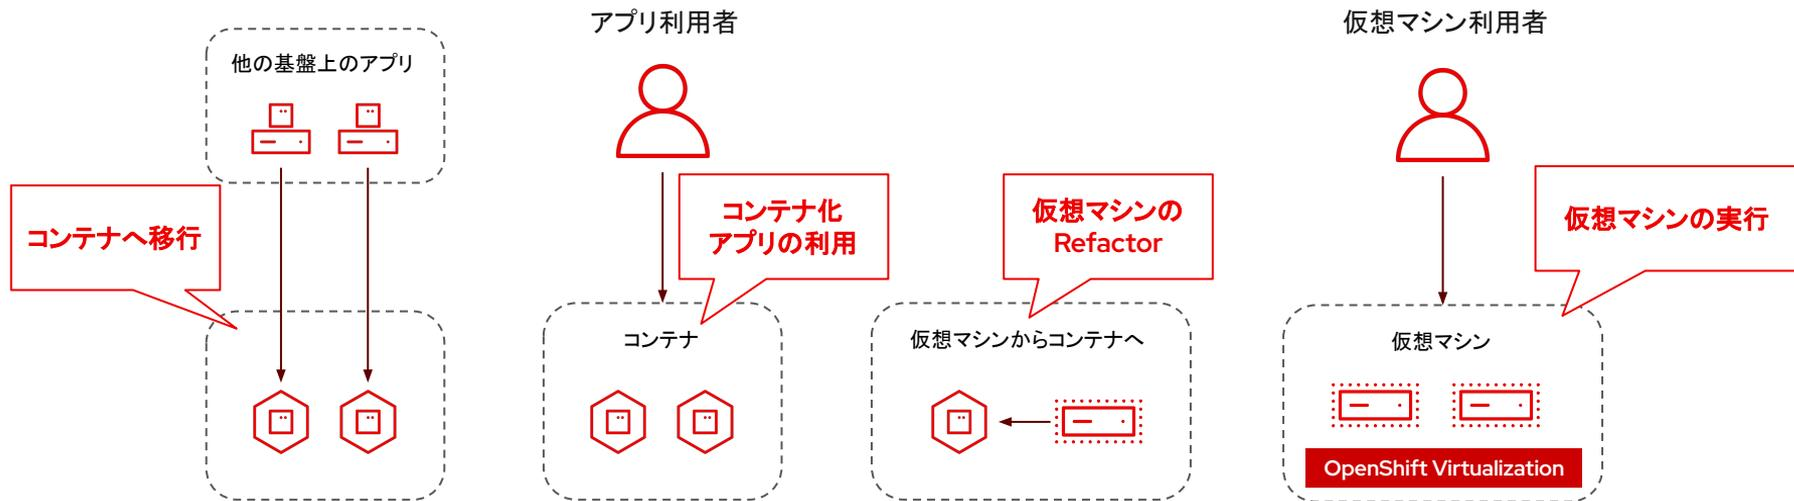 アプリ利用者
仮想マシン利用者
他の基盤上のアプリ
コンテナへ移行
コンテナ化
アプリの利用
仮想マシンの
Refactor
仮想マシンの実行
コンテナ
仮想マシンからコンテナへ
仮想マシン
OpenShift Virtualization